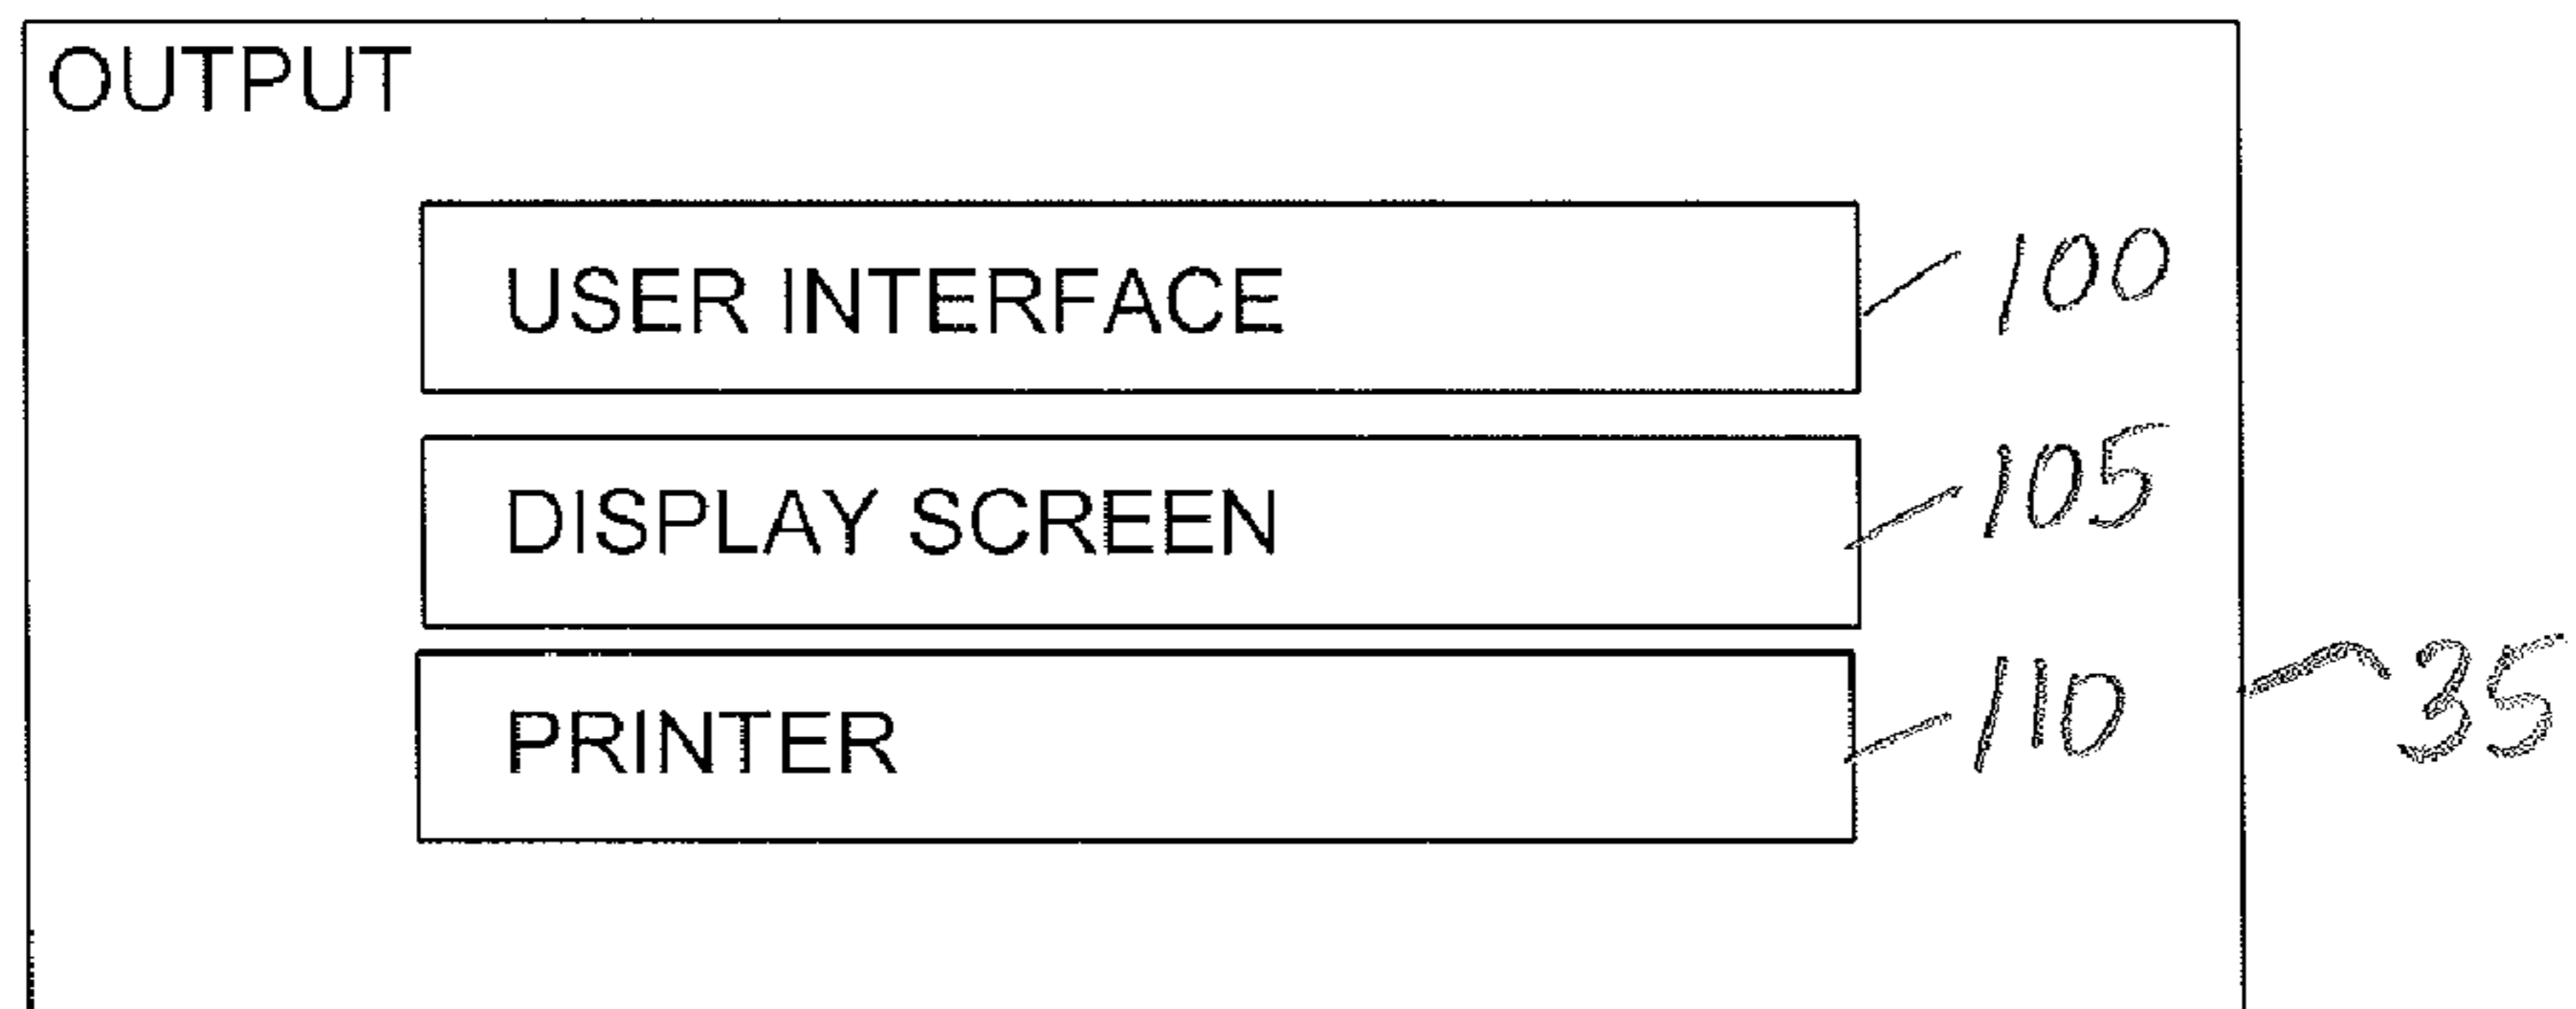 OUTPUT
USER INTERFACE 100
DISPLAY SCREEN 105
PRINTER 110
35